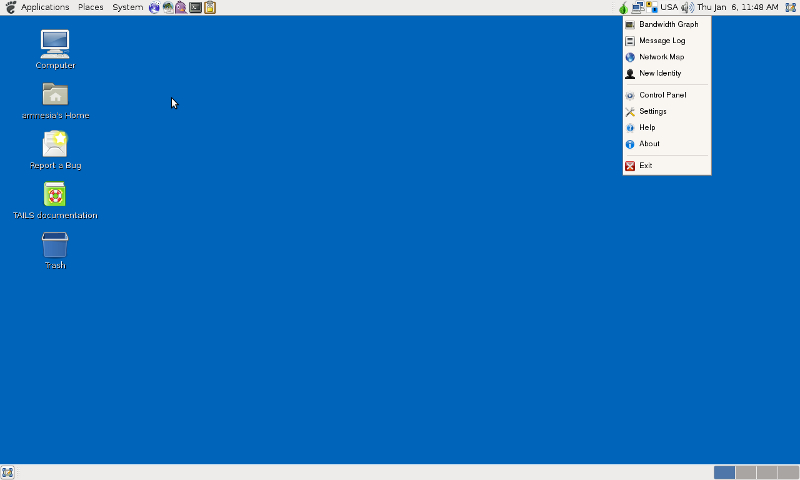 Applications Places System USA Thu Jan 6, 11:48 AM
Bandwidth Graph
Message Log
Network Map
New Identity
Control Panel
Settings
Help
About
Exit
Computer
amnesia's Home
Report a Bug
TAILS documentation
Trash